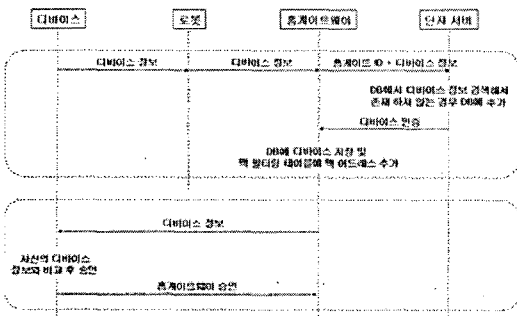 디바이스
로봇
홈게이트웨어
단자 서버
디바이스 정보
디바이스 정보
홈게이트 ID + 디바이스 정보
DB에서 디바이스 정보 검색해서
존재 하지 않는 경우 DB에 추가
디바이스 인증
DB에 디바이스 저장 및
맥 필터링 테이블에 맥 어드레스 추가
디바이스 정보
자신의 디바이스
정보와 비교 후 승인
홈게이트웨어 승인